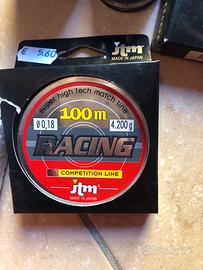 € 5.60
jtm
MADE IN JAPAN
super high tech match line
100m
ø 0,18
4.200g
RACING
COMPETITION LINE
jtm
MADE IN JAPAN